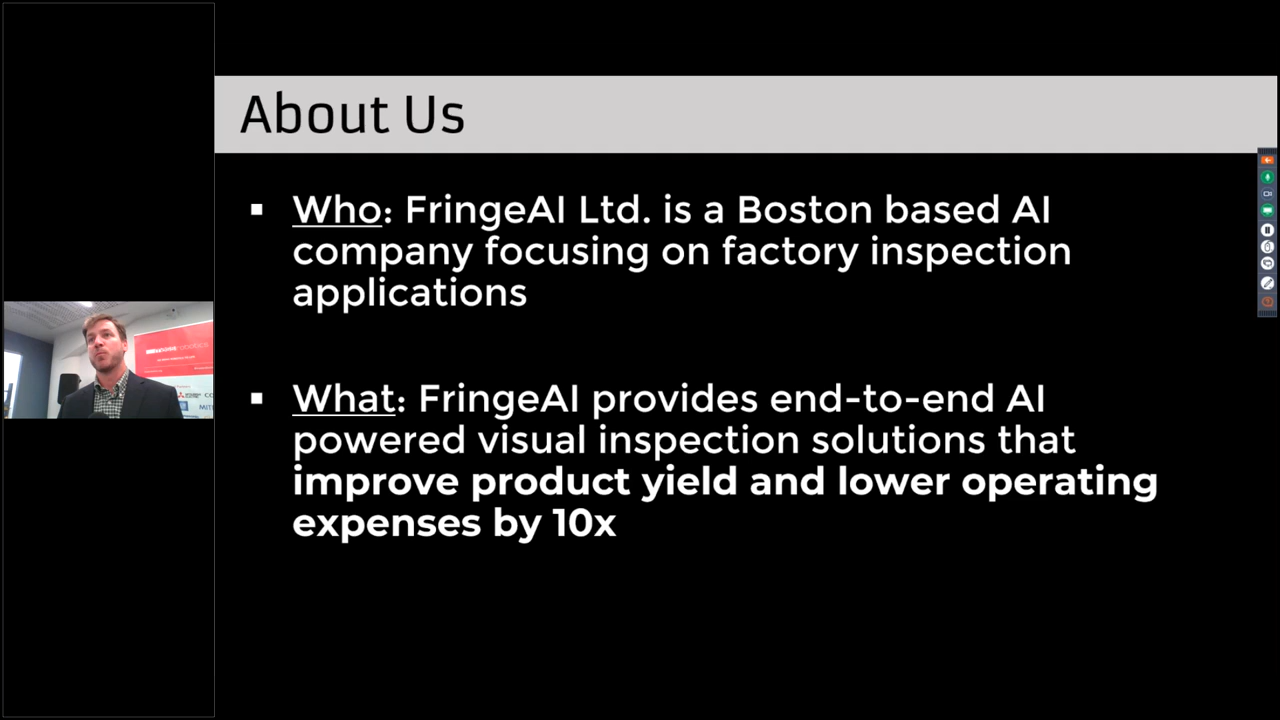 About Us
▪ Who: FringeAI Ltd. is a Boston based AI
company focusing on factory inspection
applications
▪ What: FringeAI provides end-to-end AI
powered visual inspection solutions that
improve product yield and lower operating
expenses by 10x